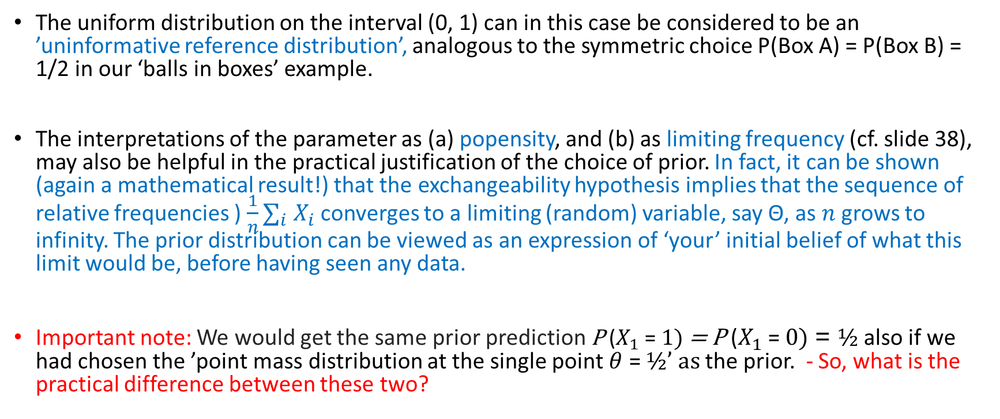 • The uniform distribution on the interval (0, 1) can in this case be considered to be an
’uninformative reference distribution’, analogous to the symmetric choice P(Box A) = P(Box B) =
1/2 in our ‘balls in boxes’ example.
• The interpretations of the parameter as (a) popensity, and (b) as limiting frequency (cf. slide 38),
may also be helpful in the practical justification of the choice of prior. In fact, it can be shown
(again a mathematical result!) that the exchangeability hypothesis implies that the sequence of
relative frequencies ) 1/n ∑ᵢ Xᵢ converges to a limiting (random) variable, say Θ, as n grows to
infinity. The prior distribution can be viewed as an expression of ‘your’ initial belief of what this
limit would be, before having seen any data.
• Important note: We would get the same prior prediction P(X₁ = 1) = P(X₁ = 0) = ½ also if we
had chosen the ’point mass distribution at the single point θ = ½’ as the prior. - So, what is the
practical difference between these two?